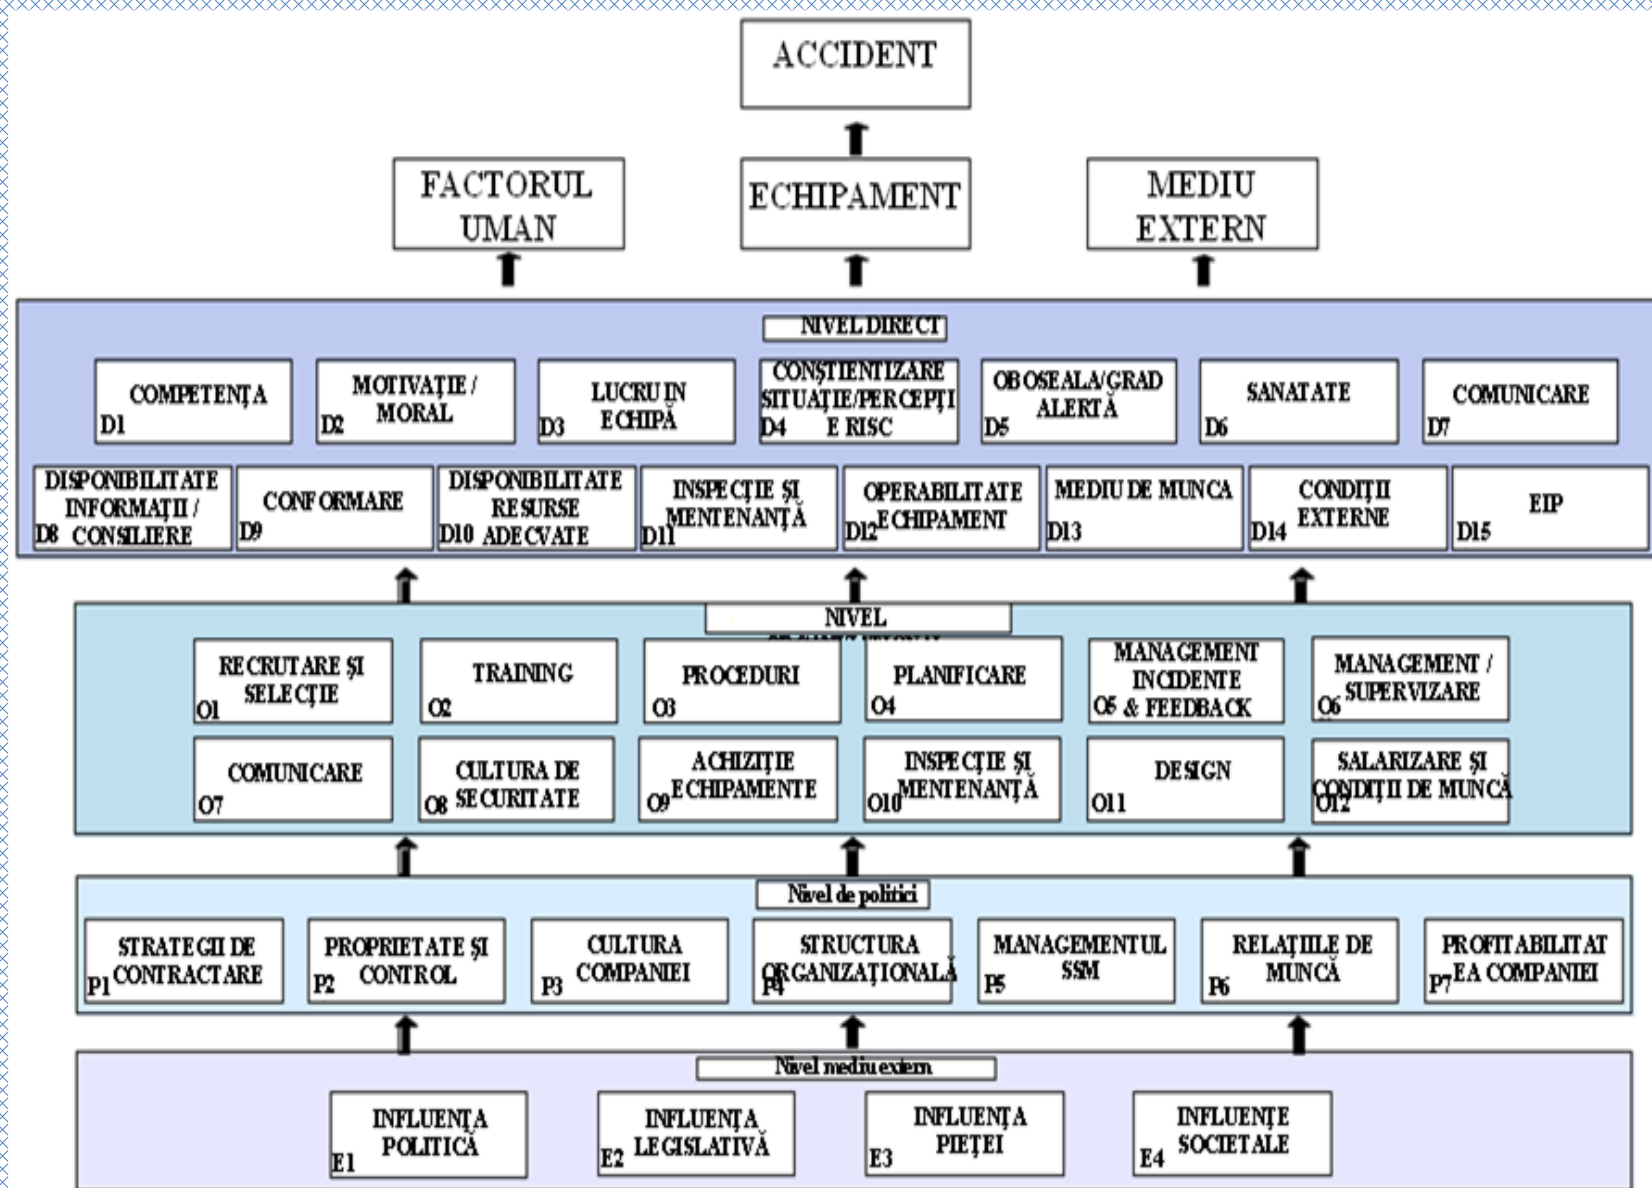 ACCIDENT
FACTORUL
UMAN
ECHIPAMENT
MEDIU
EXTERN
NIVEL DIRECT
COMPETENȚA
D1
MOTIVAȚIE /
MORAL
D2
LUCRU IN
ECHIPĂ
D3
CONȘTIENTIZARE
SITUAȚIE/PERCEPȚI
E RISC
D4
OBOSEALA/GRAD
ALERTĂ
D5
SANATATE
D6
COMUNICARE
D7
DISPONIBILITATE
INFORMAȚII /
CONSILIERE
D8
CONFORMARE
D9
DISPONIBILITATE
RESURSE
ADECVATE
D10
INSPECȚIE ȘI
MENTENANȚĂ
D11
OPERABILITATE
ECHIPAMENT
D12
MEDIU DE MUNCA
D13
CONDIȚII
EXTERNE
D14
EIP
D15
NIVEL
RECRUTARE ȘI
SELECȚIE
O1
TRAINING
O2
PROCEDURI
O3
PLANIFICARE
O4
MANAGEMENT
INCIDENTE
& FEEDBACK
O5
MANAGEMENT /
SUPERVIZARE
O6
COMUNICARE
O7
CULTURA DE
SECURITATE
O8
ACHIZIȚIE
ECHIPAMENTE
O9
INSPECȚIE ȘI
MENTENANȚĂ
O10
DESIGN
O11
SALARIZARE ȘI
CONDIȚII DE MUNCĂ
O12
Nivel de politici
STRATEGII DE
CONTRACTARE
P1
PROPRIETATE ȘI
CONTROL
P2
CULTURA
COMPANIEI
P3
STRUCTURA
ORGANIZAȚIONALĂ
P4
MANAGEMENTUL
SSM
P5
RELAȚIILE DE
MUNCĂ
P6
PROFITABILITAT
EA COMPANIEI
P7
Nivel mediu extern
INFLUENȚA
POLITICĂ
E1
INFLUENȚA
LEGISLATIVĂ
E2
INFLUENȚA
PIEȚEI
E3
INFLUENȚE
SOCIETALE
E4